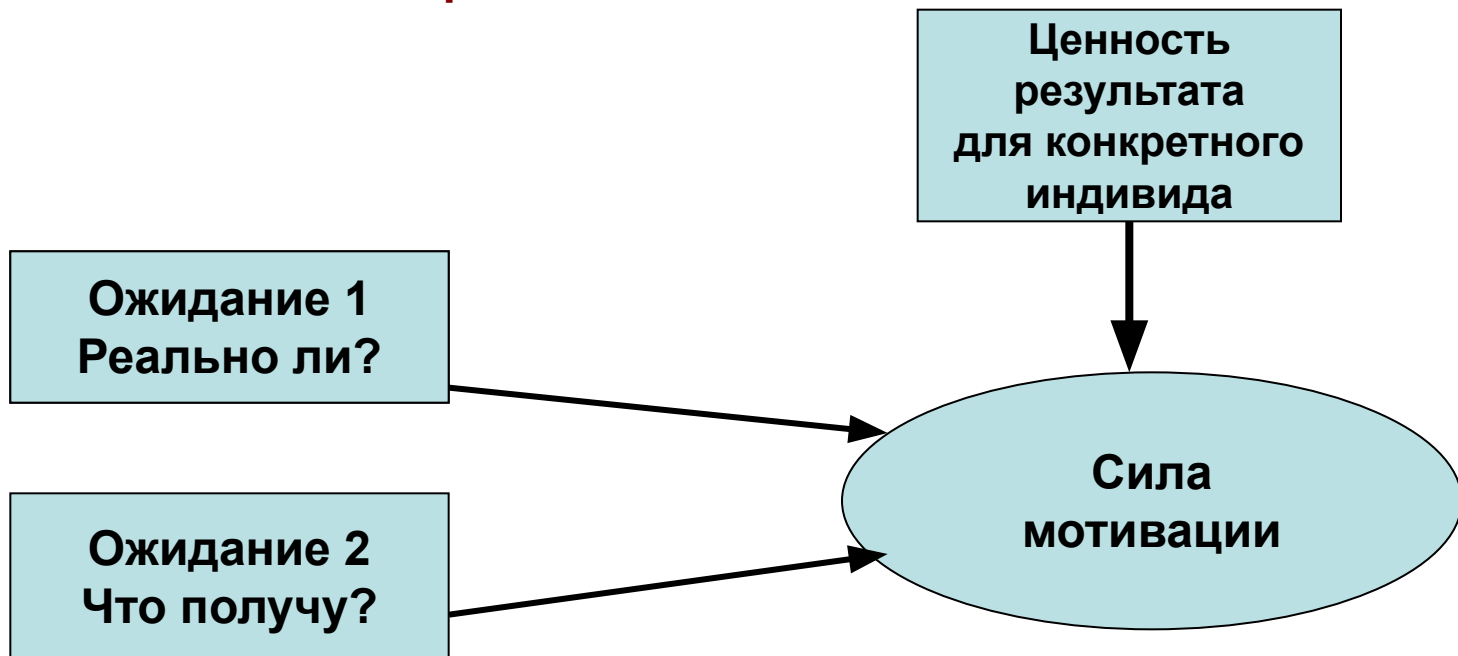 Ценность
результата
для конкретного
индивида
Ожидание 1
Реально ли?
Ожидание 2
Что получу?
Сила
мотивации